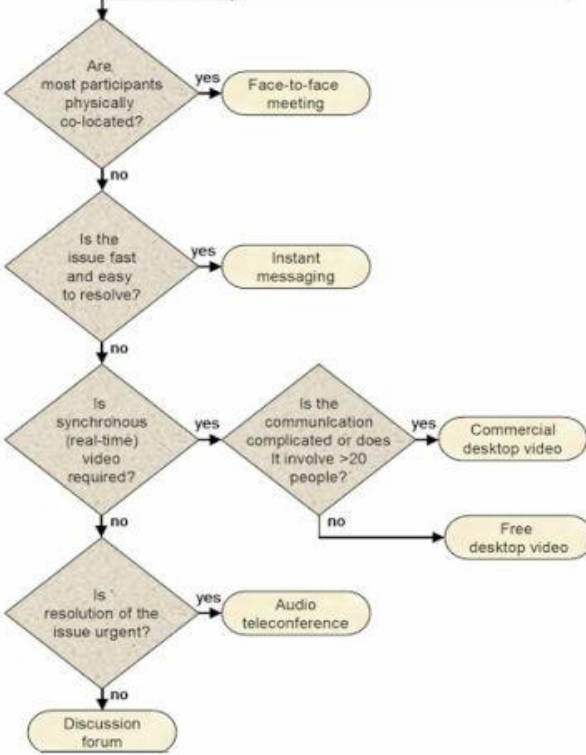 Are
most participants
physically
co-located?
yes
Face-to-face
meeting
no
Is the
issue fast
and easy
to resolve?
yes
Instant
messaging
no
Is
synchronous
(real-time)
video
required?
yes
Is the
communication
complicated or does
it involve >20
people?
yes
Commercial
desktop video
no
no
Free
desktop video
Is
resolution of the
issue urgent?
yes
Audio
teleconference
no
Discussion
forum